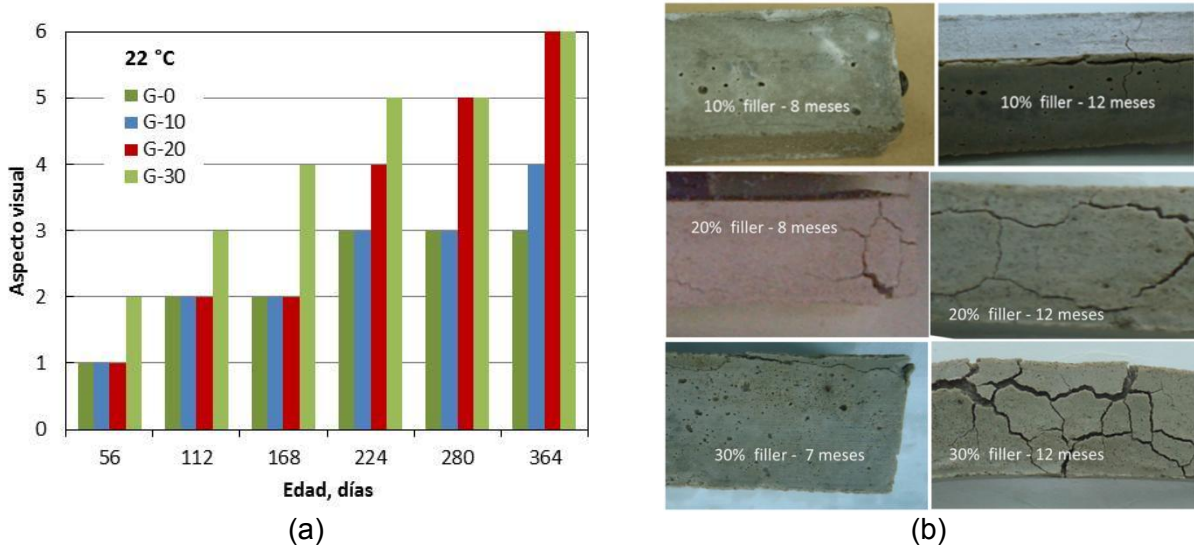 6
5
4
3
2
1
0
Aspecto visual
22 °C
G-0
G-10
G-20
G-30
56 112 168 224 280 364
Edad, días
(a)
10% filler - 8 meses
10% filler - 12 meses
20% filler - 8 meses
20% filler - 12 meses
30% filler - 7 meses
30% filler - 12 meses
(b)